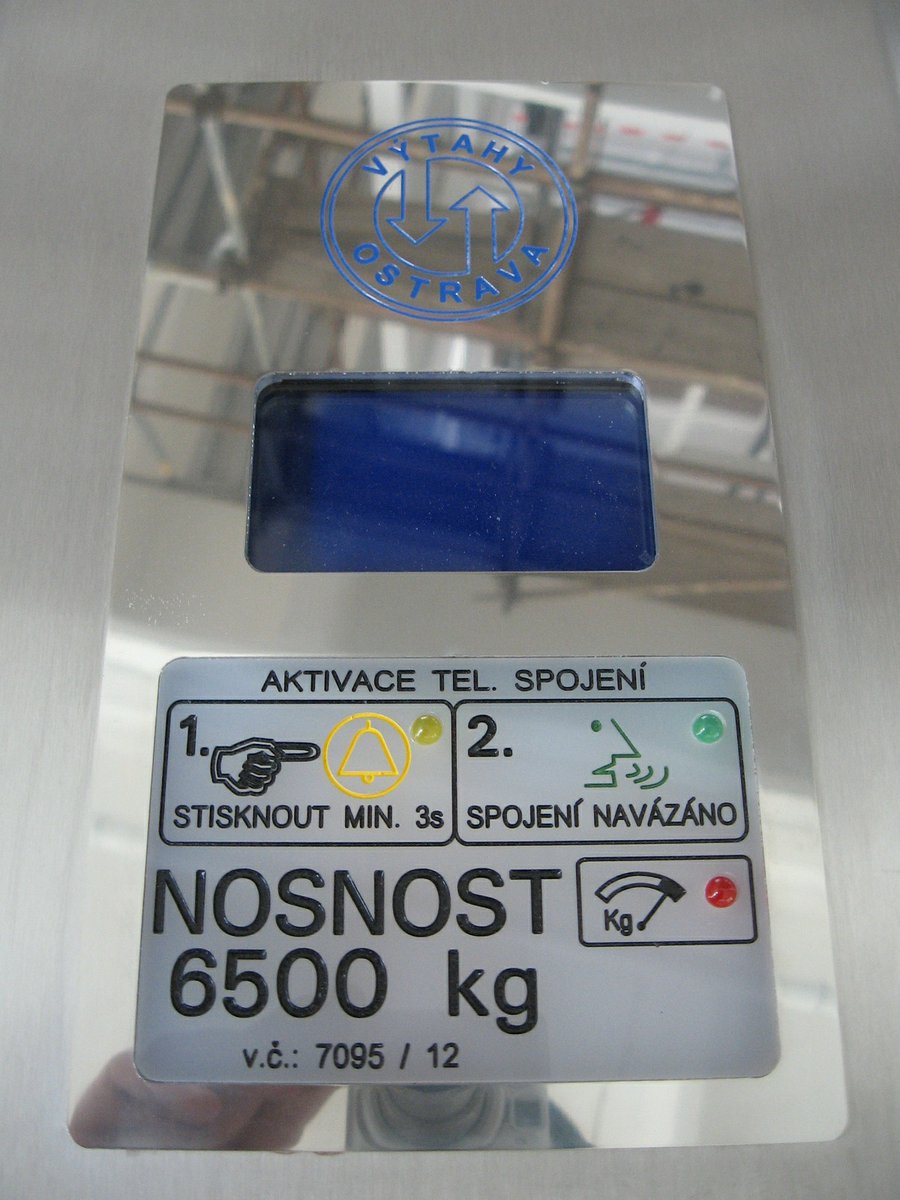 VÝTAHY
OSTRAVA
AKTIVACE TEL. SPOJENÍ
1.
STISKNOUT MIN. 3s
2.
SPOJENÍ NAVÁZÁNO
NOSNOST
6500 kg
Kg
v.č.: 7095 / 12